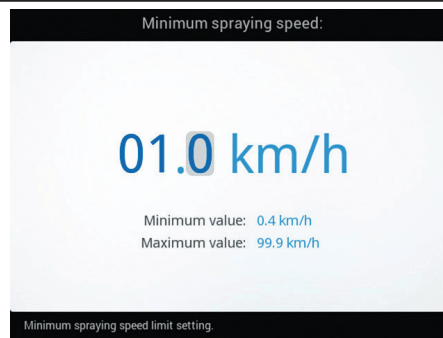 Minimum spraying speed:
01.0 km/h
Minimum value: 0.4 km/h
Maximum value: 99.9 km/h
Minimum spraying speed limit setting.